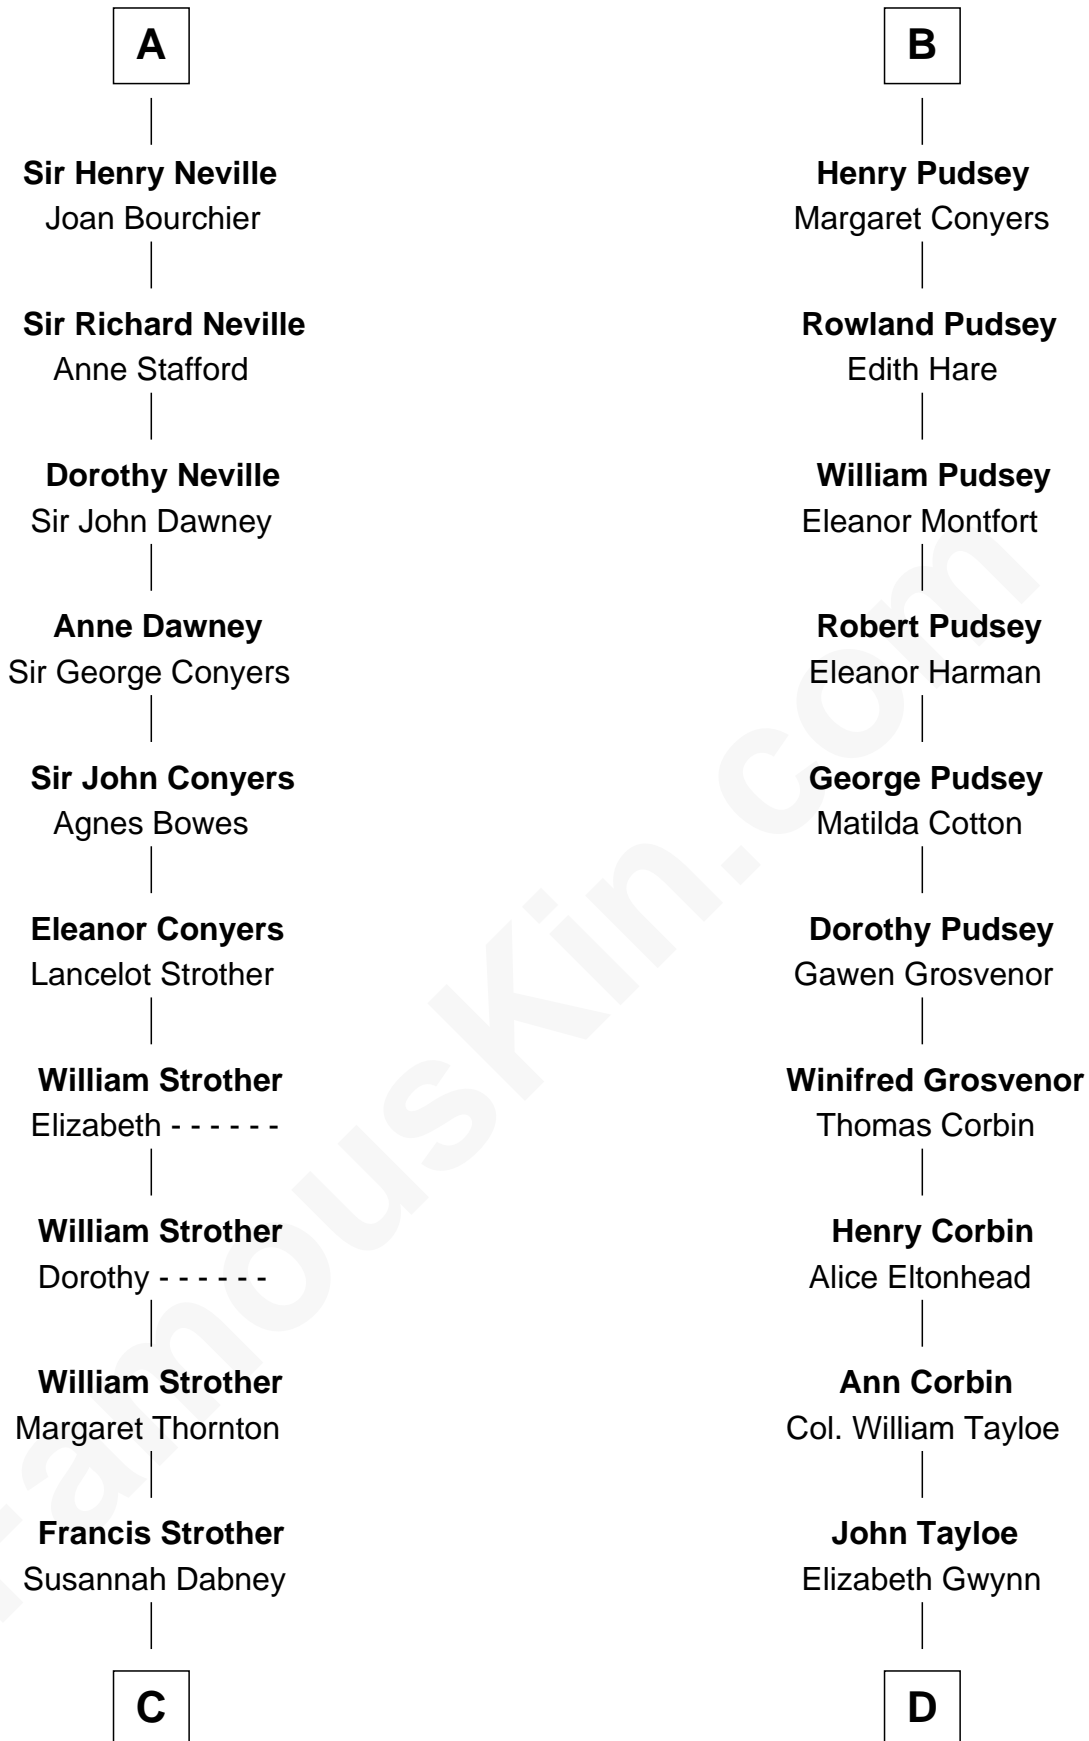 A
Sir Henry Neville
Joan Bourchier
Sir Richard Neville
Anne Stafford
Dorothy Neville
Sir John Dawney
Anne Dawney
Sir George Conyers
Sir John Conyers
Agnes Bowes
Eleanor Conyers
Lancelot Strother
William Strother
Elizabeth - - - - - -
William Strother
Dorothy - - - - - -
William Strother
Margaret Thornton
Francis Strother
Susannah Dabney
C
B
Henry Pudsey
Margaret Conyers
Rowland Pudsey
Edith Hare
William Pudsey
Eleanor Montfort
Robert Pudsey
Eleanor Harman
George Pudsey
Matilda Cotton
Dorothy Pudsey
Gawen Grosvenor
Winifred Grosvenor
Thomas Corbin
Henry Corbin
Alice Eltonhead
Ann Corbin
Col. William Tayloe
John Tayloe
Elizabeth Gwynn
D
FamousKin.com